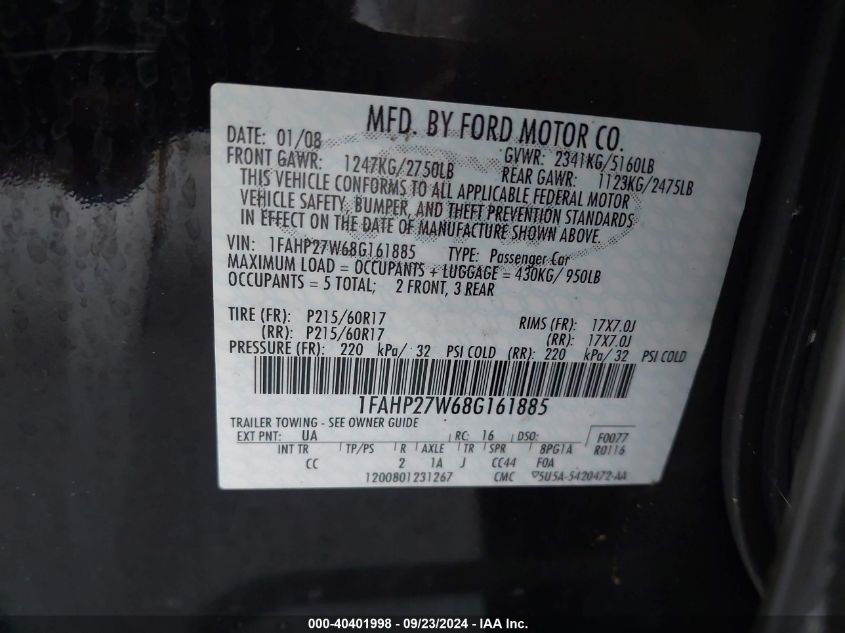 MFD. BY FORD MOTOR CO.
DATE: 01/08 GVWR: 2341KG/5160LB
FRONT GAWR: 1247KG/2750LB REAR GAWR: 1123KG/2475LB
THIS VEHICLE CONFORMS TO ALL APPLICABLE FEDERAL MOTOR
VEHICLE SAFETY, BUMPER, AND THEFT PREVENTION STANDARDS
IN EFFECT ON THE DATE OF MANUFACTURE SHOWN ABOVE.
VIN: 1FAHP27W68G161885 TYPE: Passenger Car
MAXIMUM LOAD = OCCUPANTS + LUGGAGE = 430KG/ 950LB
OCCUPANTS = 5 TOTAL; 2 FRONT, 3 REAR
TIRE (FR): P215/60R17 RIMS (FR): 17X7.0J
(RR): P215/60R17 (RR): 17X7.0J
PRESSURE (FR): 220 kPa/ 32 PSI COLD (RR): 220 kPa/ 32 PSI COLD
1FAHP27W68G161885
TRAILER TOWING - SEE OWNER GUIDE
EXT PNT: UA RC: 16 DSO: F0077
INT TR TP/PS R AXLE TR SPR 8PG1A R0116
CC 2 1A J CC44 F0A
1200801231267 CMC 5U5A-5420472-AA
000-40401998 - 09/23/2024 - IAA Inc.